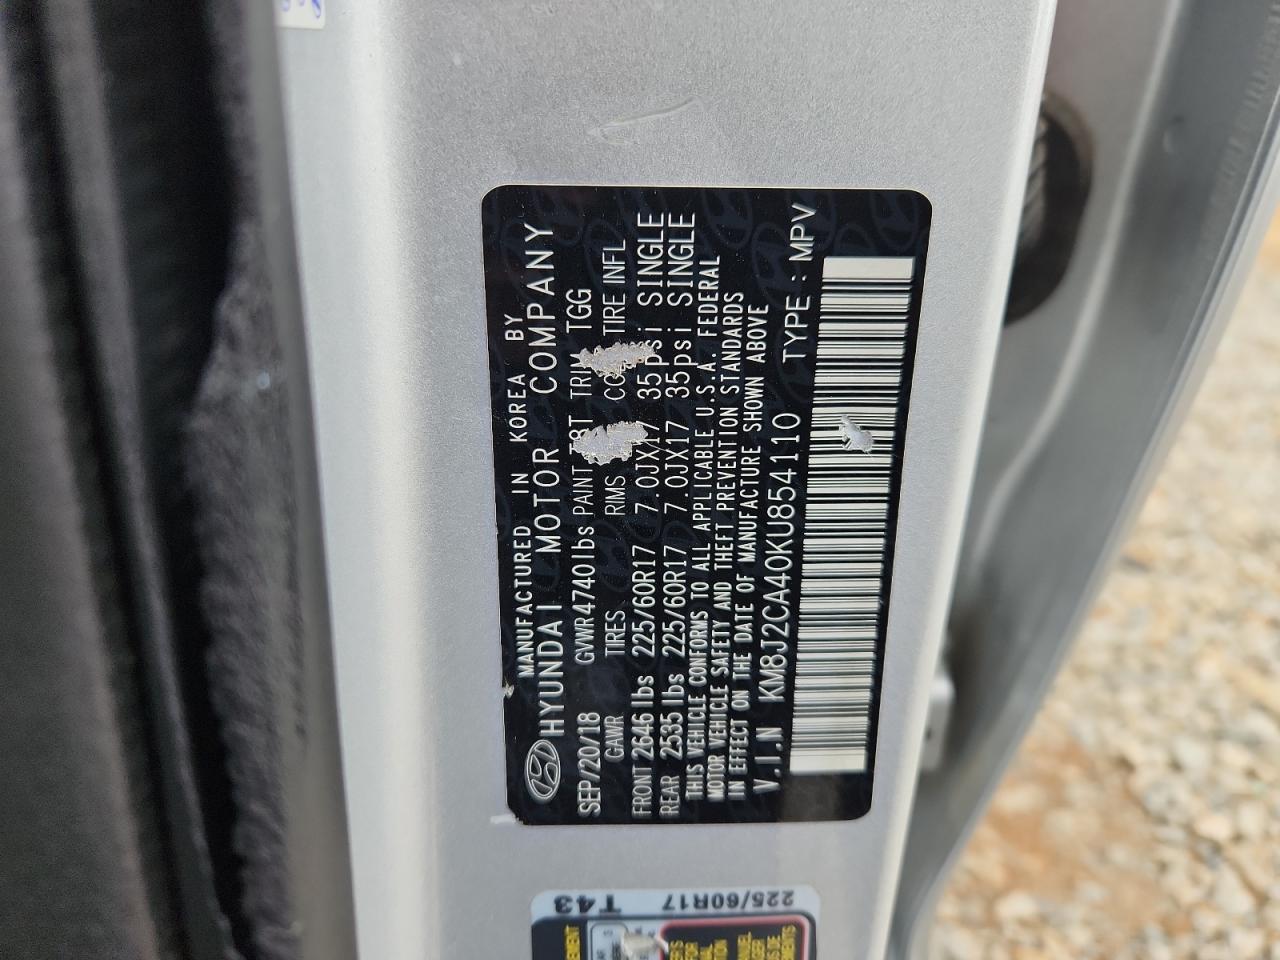 MANUFACTURED IN KOREA BY
HYUNDAI MOTOR COMPANY
SEP/20/18 GVWR 4740lbs PAINT T8T TRIM TGG
GAWR TIRES RIMS TIRE INFL
FRONT 2646 lbs 225/60R17 7.0JX17 35psi SINGLE
REAR 2535 lbs 225/60R17 7.0JX17 35psi SINGLE
THIS VEHICLE CONFORMS TO ALL APPLICABLE U.S.A. FEDERAL
MOTOR VEHICLE SAFETY AND THEFT PREVENTION STANDARDS
IN EFFECT ON THE DATE OF MANUFACTURE SHOWN ABOVE
V.I.N KM8J2CA40KU854110 TYPE : MPV
T43
225/60R17